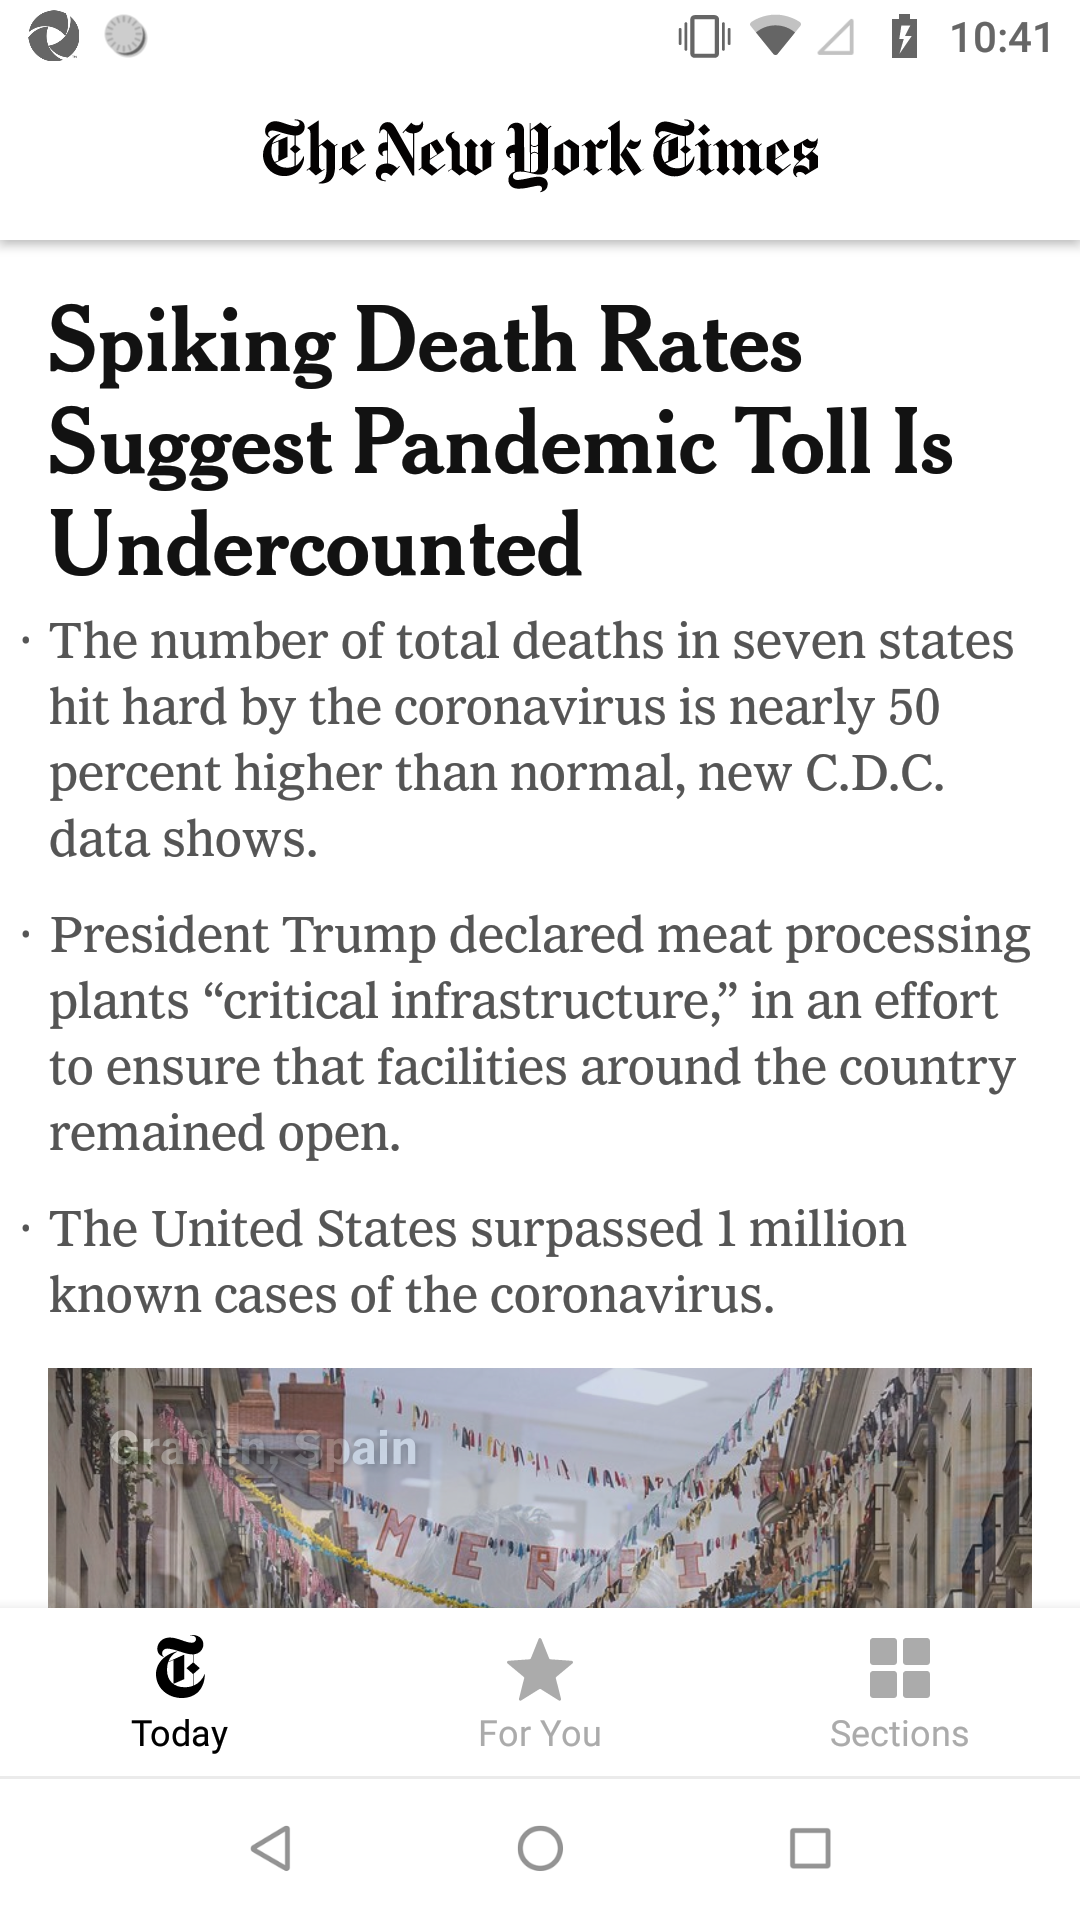 10:41
The New York Times
Spiking Death Rates
Suggest Pandemic Toll Is
Undercounted
· The number of total deaths in seven states
hit hard by the coronavirus is nearly 50
percent higher than normal, new C.D.C.
data shows.
· President Trump declared meat processing
plants “critical infrastructure,” in an effort
to ensure that facilities around the country
remained open.
· The United States surpassed 1 million
known cases of the coronavirus.
Grañén, Spain
MERCI
Today
For You
Sections